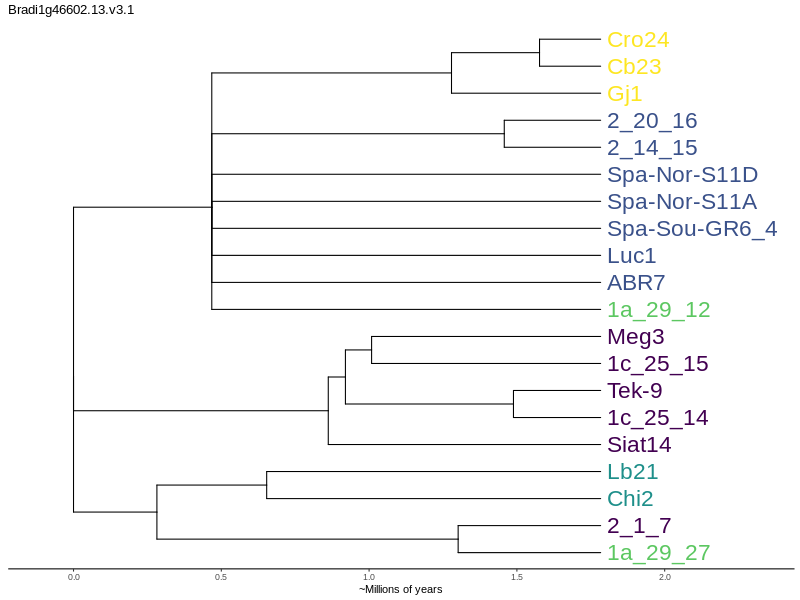 Bradi1g46602.13.v3.1
Cro24
Cb23
Gj1
2_20_16
2_14_15
Spa-Nor-S11D
Spa-Nor-S11A
Spa-Sou-GR6_4
Luc1
ABR7
1a_29_12
Meg3
1c_25_15
Tek-9
1c_25_14
Siat14
Lb21
Chi2
2_1_7
1a_29_27
0.0 0.5 1.0 1.5 2.0
~Millions of years